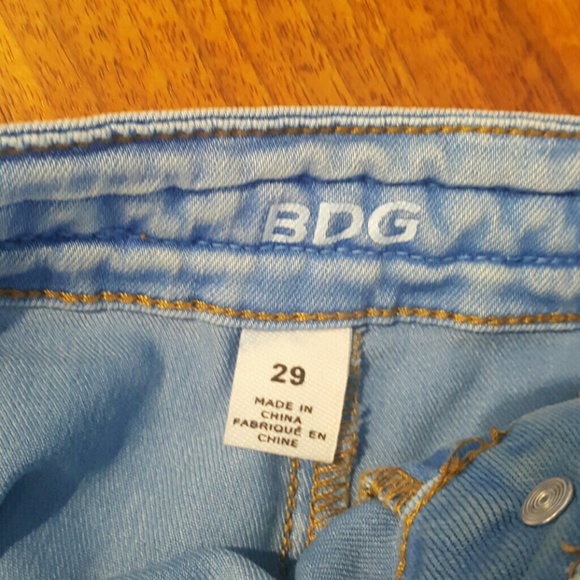 BDG
29
MADE IN
CHINA
FABRIQUÉ EN
CHINE